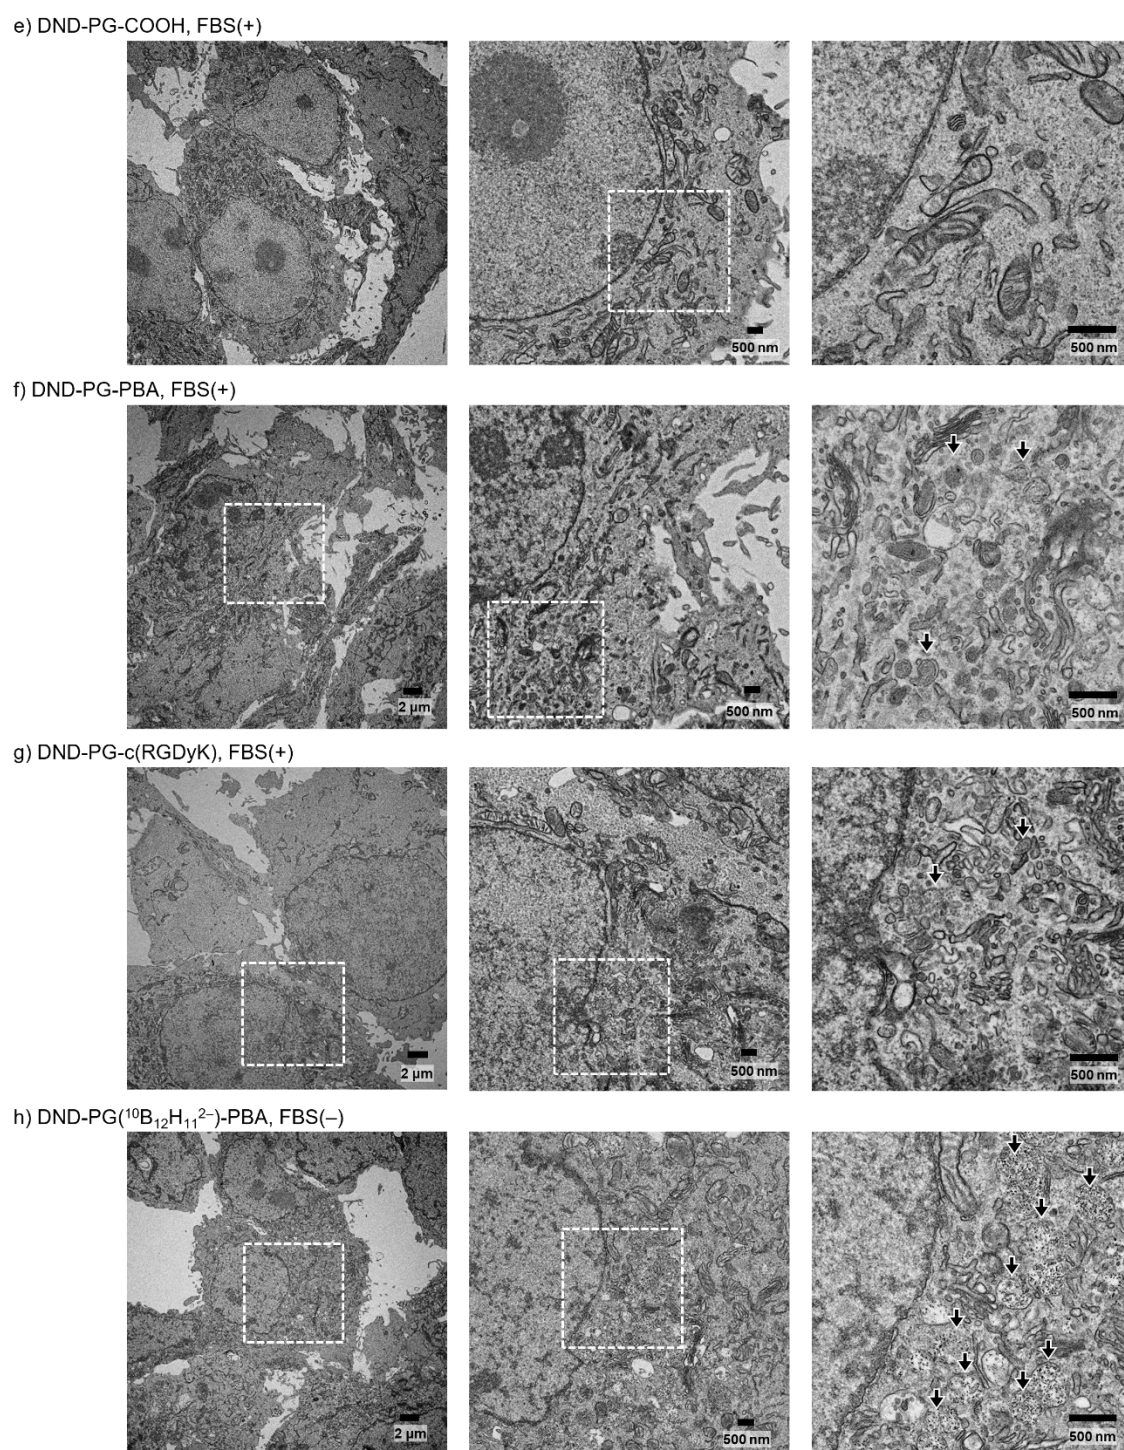 e) DND-PG-COOH, FBS(+)
500 nm
500 nm
f) DND-PG-PBA, FBS(+)
2 μm
500 nm
500 nm
g) DND-PG-c(RGDyK), FBS(+)
2 μm
500 nm
500 nm
h) DND-PG(¹⁰B₁₂H₁₁²⁻)-PBA, FBS(–)
2 μm
500 nm
500 nm